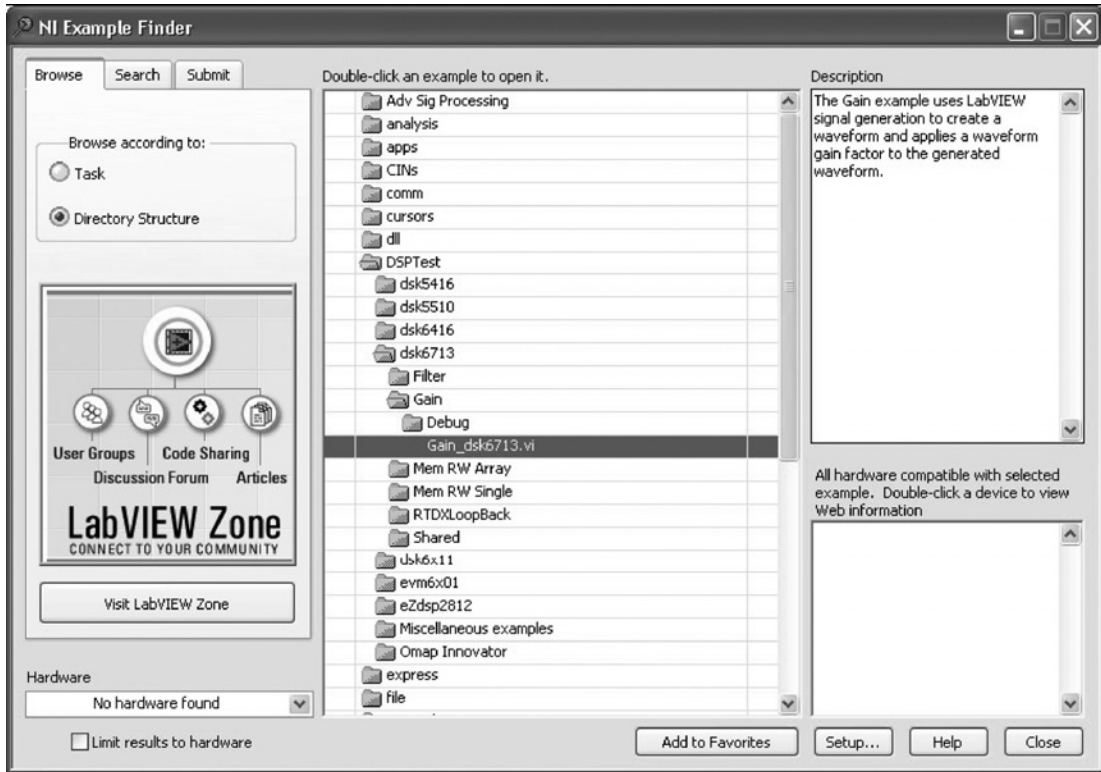 NI Example Finder
Browse
Search
Submit
Browse according to:
Task
Directory Structure
User Groups
Code Sharing
Discussion Forum
Articles
LabVIEW Zone
CONNECT TO YOUR COMMUNITY
Visit LabVIEW Zone
Hardware
No hardware found
Limit results to hardware
Double-click an example to open it.
Adv Sig Processing
analysis
apps
CINs
comm
cursors
dll
DSPTest
dsk5416
dsk5510
dsk6416
dsk6713
Filter
Gain
Debug
Gain_dsk6713.vi
Mem RW Array
Mem RW Single
RTDXLoopBack
Shared
dsk6x11
evm6x01
eZdsp2812
Miscellaneous examples
Omap Innovator
express
file
Description
The Gain example uses LabVIEW
signal generation to create a
waveform and applies a waveform
gain factor to the generated
waveform.
All hardware compatible with selected
example. Double-click a device to view
Web information
Add to Favorites
Setup...
Help
Close